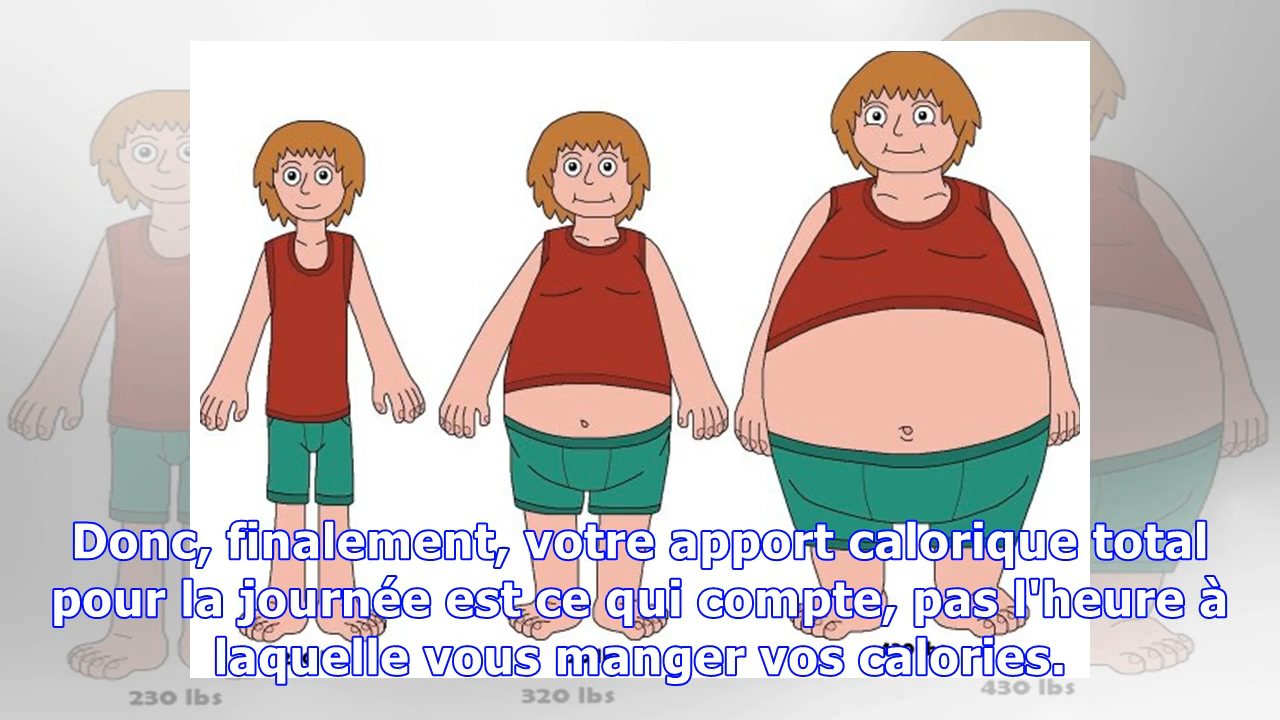 Donc, finalement, votre apport calorique total
pour la journée est ce qui compte, pas l'heure à
laquelle vous manger vos calories.
230 lbs
320 lbs
430 lbs